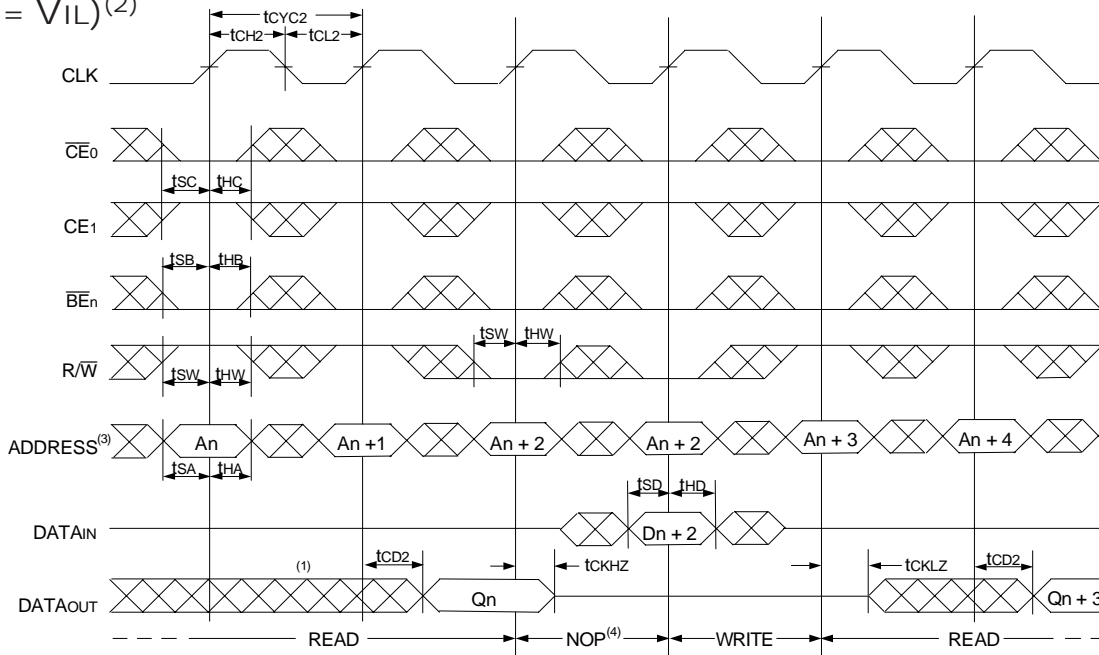 = VIL)(2)
tCYC2
tCH2 tCL2
CLK
CE0
tSC tHC
CE1
tSB tHB
BEn
tSW tHW
R/W
tSW tHW
ADDRESS(3) An An +1 An + 2 An + 2 An + 3 An + 4
tSA tHA
tSD tHD
DATAIN Dn + 2
tCD2 tCKHZ tCKLZ tCD2
(1)
DATAOUT Qn Qn + 3
READ NOP(4) WRITE READ